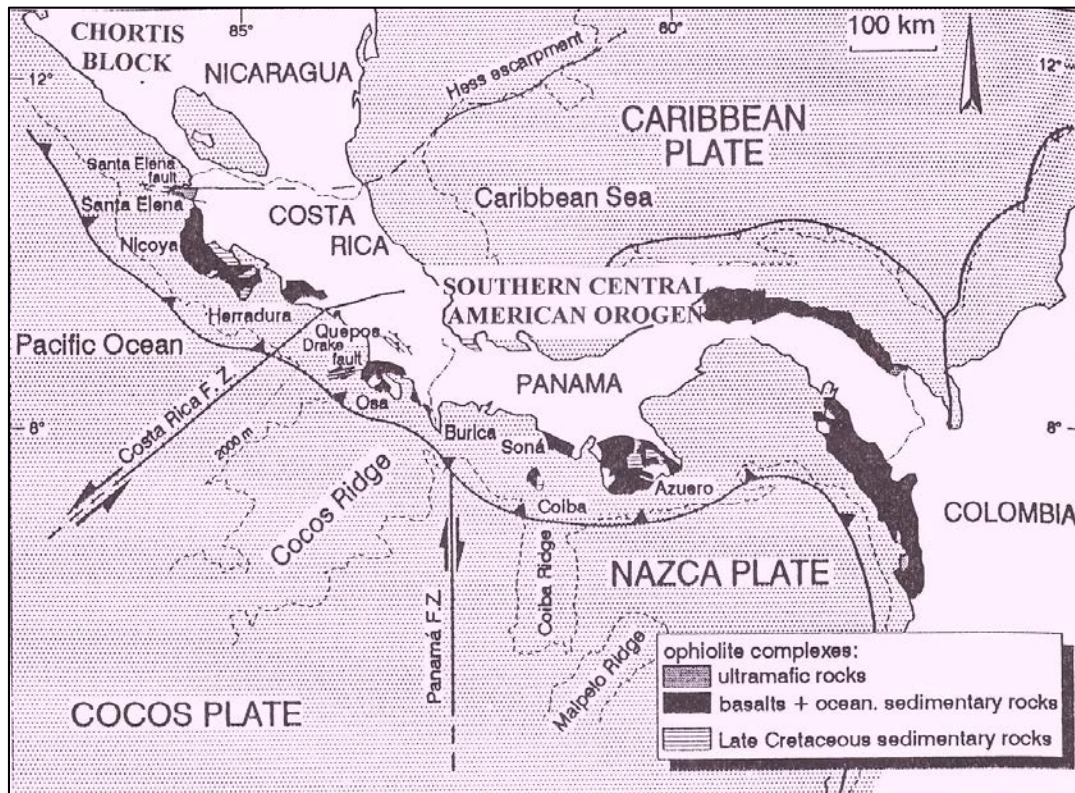 85°
80°
100 km
CHORTIS
BLOCK
NICARAGUA
12°
12°
Hess escarpment
CARIBBEAN
PLATE
Santa Elena
fault
Santa Elena
Caribbean Sea
COSTA
RICA
Nicoya
SOUTHERN CENTRAL
AMERICAN OROGEN
Herradura
Quepos
Drake
fault
Pacific Ocean
PANAMA
Osa
Costa Rica F. Z.
2000 m
8°
8°
Burica
Soná
Azuero
Coiba
COLOMBIA
Cocos Ridge
NAZCA PLATE
Coiba Ridge
Panamá F.Z.
Malpelo Ridge
COCOS PLATE
ophiolite complexes:
ultramafic rocks
basalts + ocean. sedimentary rocks
Late Cretaceous sedimentary rocks